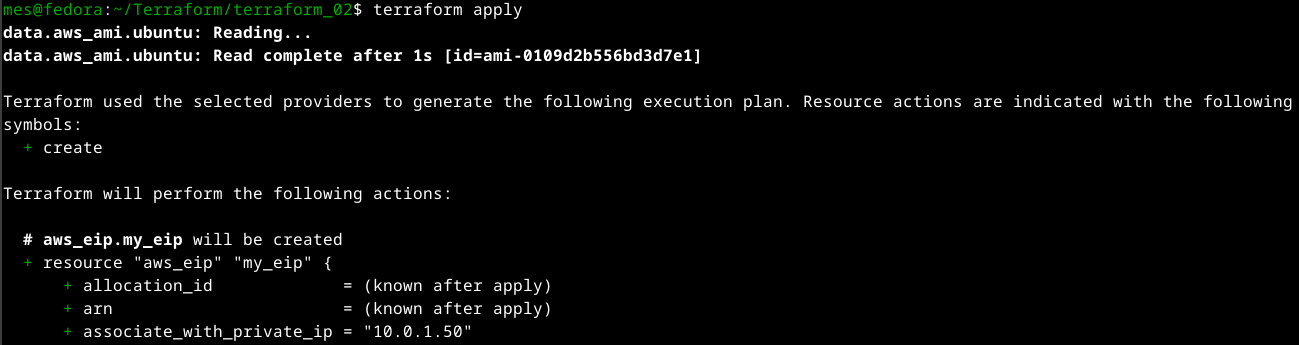 mes@fedora:~/Terraform/terraform_02$ terraform apply
data.aws_ami.ubuntu: Reading...
data.aws_ami.ubuntu: Read complete after 1s [id=ami-0109d2b556bd3d7e1]
Terraform used the selected providers to generate the following execution plan. Resource actions are indicated with the following
symbols:
+ create
Terraform will perform the following actions:
# aws_eip.my_eip will be created
+ resource "aws_eip" "my_eip" {
+ allocation_id = (known after apply)
+ arn = (known after apply)
+ associate_with_private_ip = "10.0.1.50"